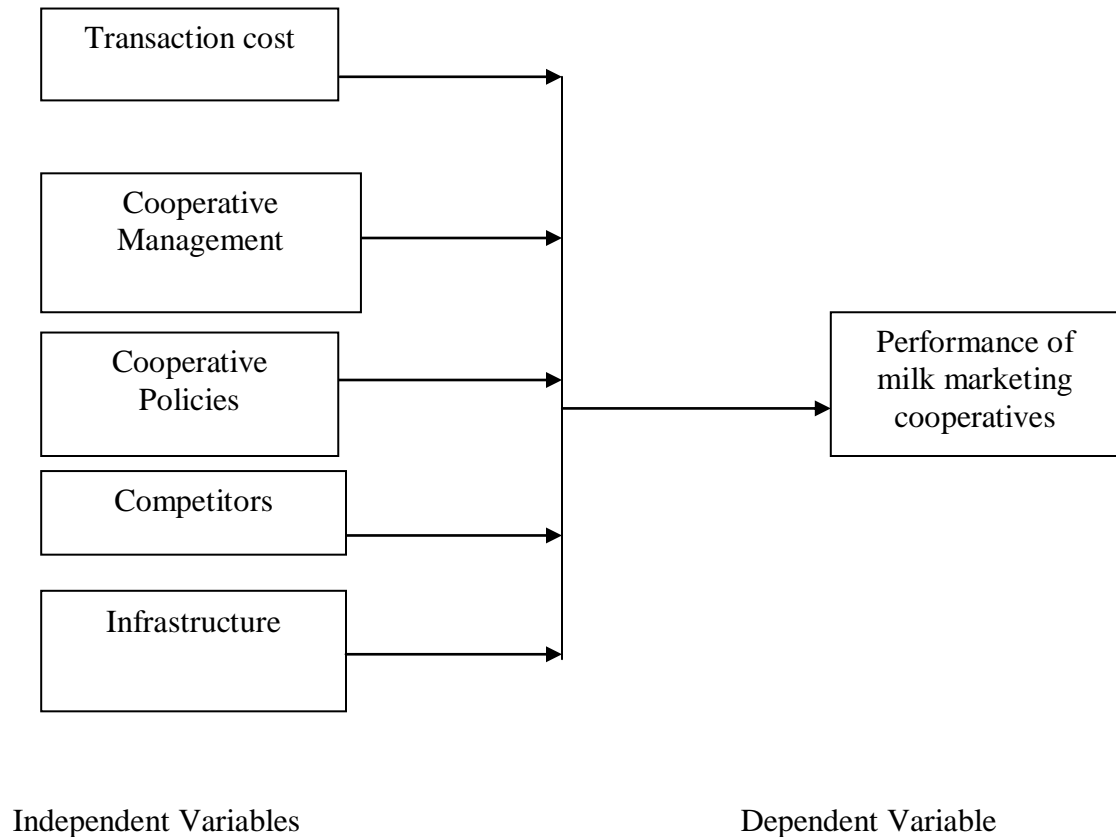 Transaction cost
Cooperative
Management
Cooperative
Policies
Competitors
Infrastructure
Performance of
milk marketing
cooperatives
Independent Variables
Dependent Variable